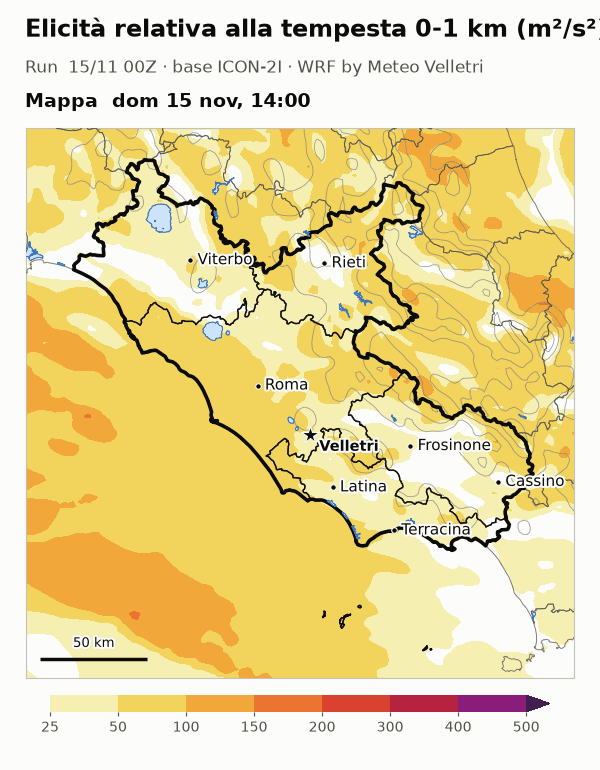 Elicità relativa alla tempesta 0-1 km (m²/s²)
Run 15/11 00Z · base ICON-2I · WRF by Meteo Velletri
Mappa dom 15 nov, 14:00
Viterbo
Rieti
Roma
Velletri
Frosinone
Cassino
Latina
Terracina
50 km
25 50 100 150 200 300 400 500